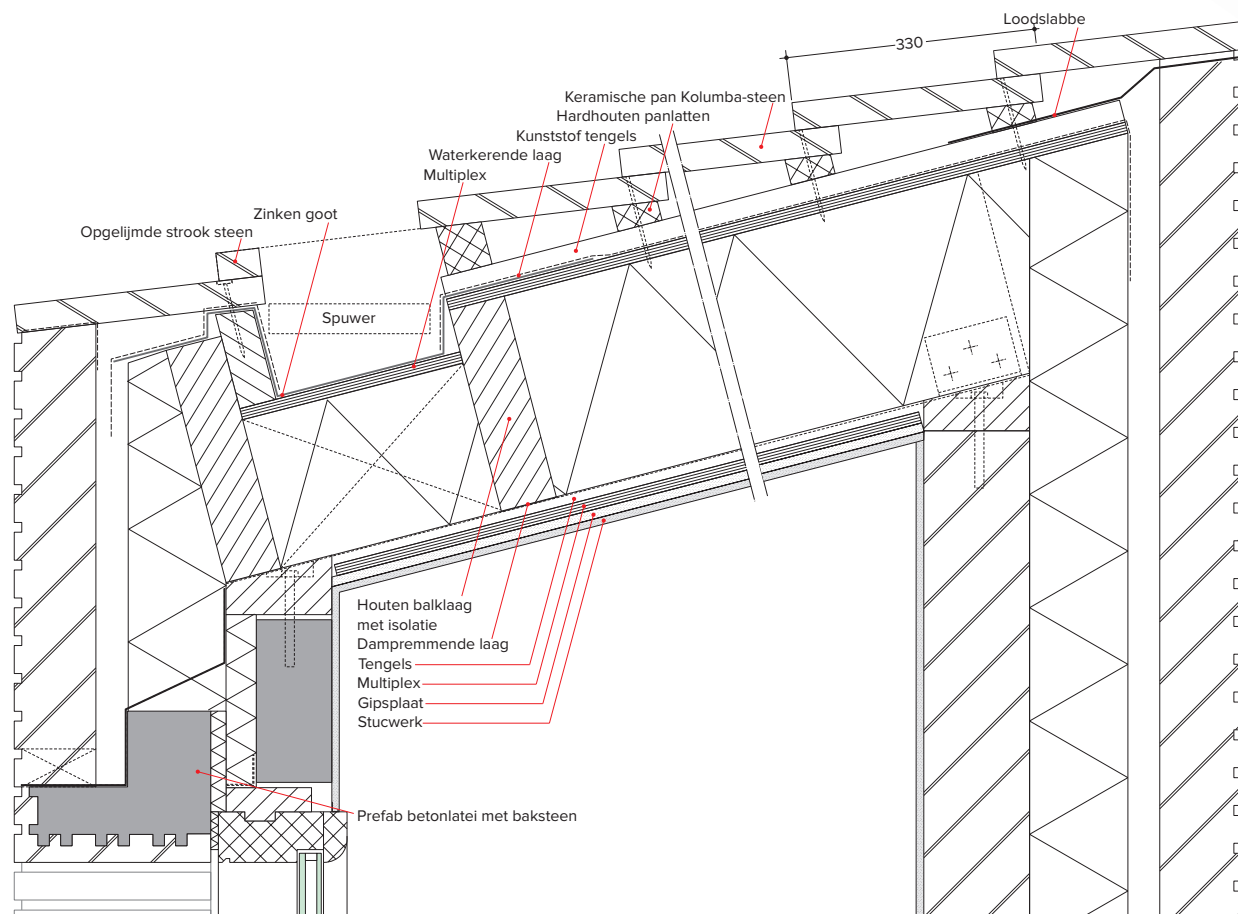 Loodslabbe
330
Keramische pan Kolumba-steen
Hardhouten panlatten
Kunststof tengels
Waterkerende laag
Multiplex
Zinken goot
Opgelijmde strook steen
Spuwer
Houten balklaag
met isolatie
Dampremmende laag
Tengels
Multiplex
Gipsplaat
Stucwerk
Prefab betonlatei met baksteen